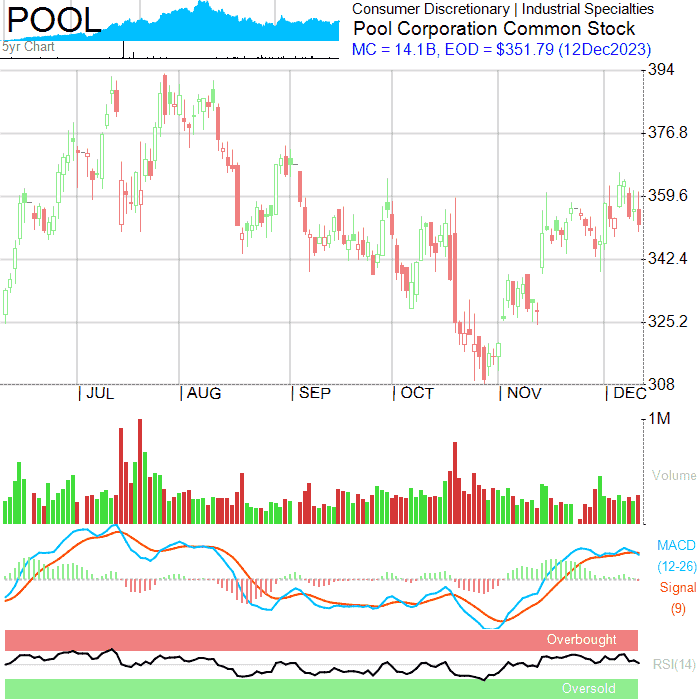 POOL
Consumer Discretionary | Industrial Specialties
Pool Corporation Common Stock
5yr Chart
MC = 14.1B, EOD = $351.79 (12Dec2023)
394
376.8
359.6
342.4
325.2
308
| JUL | AUG | SEP | OCT | NOV | DEC
1M
Volume
MACD
(12-26)
Signal
(9)
Overbought
RSI(14)
Oversold